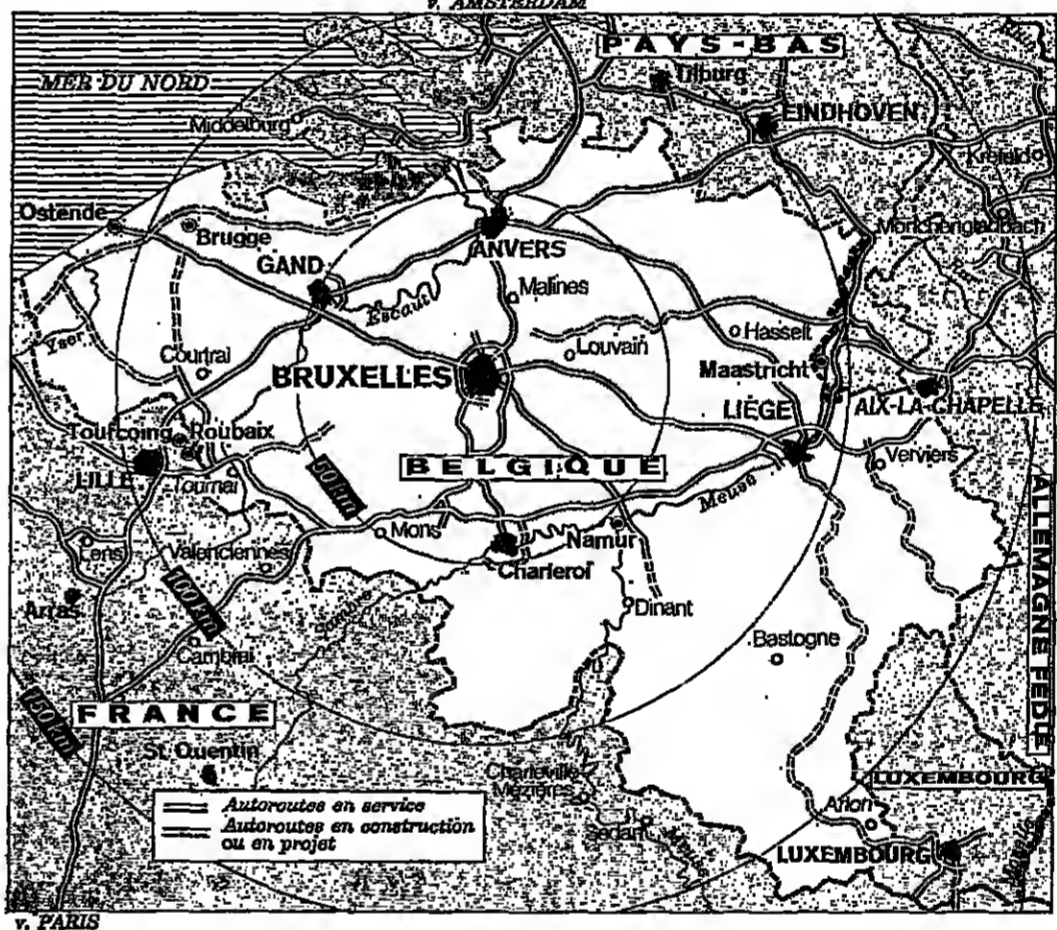 v. AMSTERDAM
PAYS-BAS
MER DU NORD
Tilburg
Middelburg
EINDHOVEN
Krefeld
Ostende
Brugge
Mönchengladbach
ANVERS
GAND
Malines
Escaut
Yser
Courtrai
Louvain
Hasselt
BRUXELLES
Maastricht
LIÈGE
AIX-LA-CHAPELLE
Tourcoing
Roubaix
LILLE
Tournai
BELGIQUE
Verviers
50 km
Meuse
Mons
Namur
Lens
Valenciennes
Charleroi
ALLEMAGNE FÉDLE
Arras
100 km
Dinant
Cambrai
Bastogne
150 km
FRANCE
St Quentin
Charleville
Mézières
LUXEMBOURG
Arlon
Sedan
LUXEMBOURG
Autoroutes en service
Autoroutes en construction
ou en projet
v. PARIS